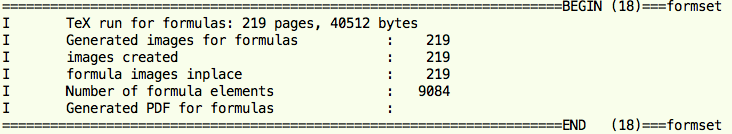 ======================================================================BEGIN (18)===formset
I       TeX run for formulas: 219 pages, 40512 bytes
I       Generated images for formulas           :    219
I       images created                          :    219
I       formula images inplace                  :    219
I       Number of formula elements              :   9084
I       Generated PDF for formulas              :
======================================================================END   (18)===formset